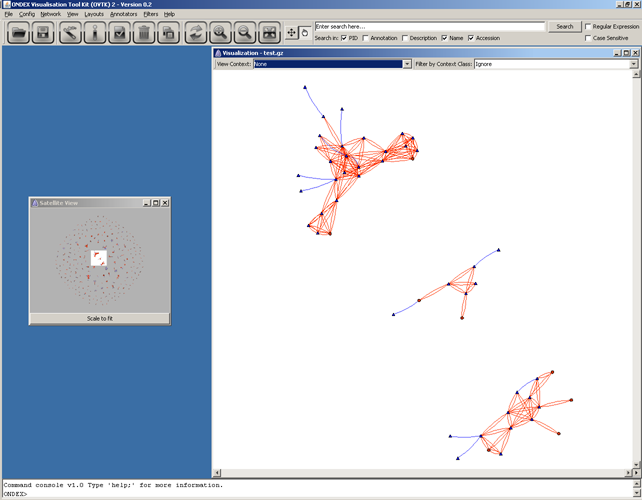 ONDEX Visualisation Tool Kit (OVTK) 2 - Version 0.2
File Config Network View Layouts Annotators Filters Help
Enter search here...
Search
Regular Expression
Search in: PID Annotation Description Name Accession
Case Sensitive
Visualization - test.gz
View Context: None Filter by Context Class: Ignore
Satellite View
Scale to fit
Command console v1.0 Type 'help;' for more information.
ONDEX>